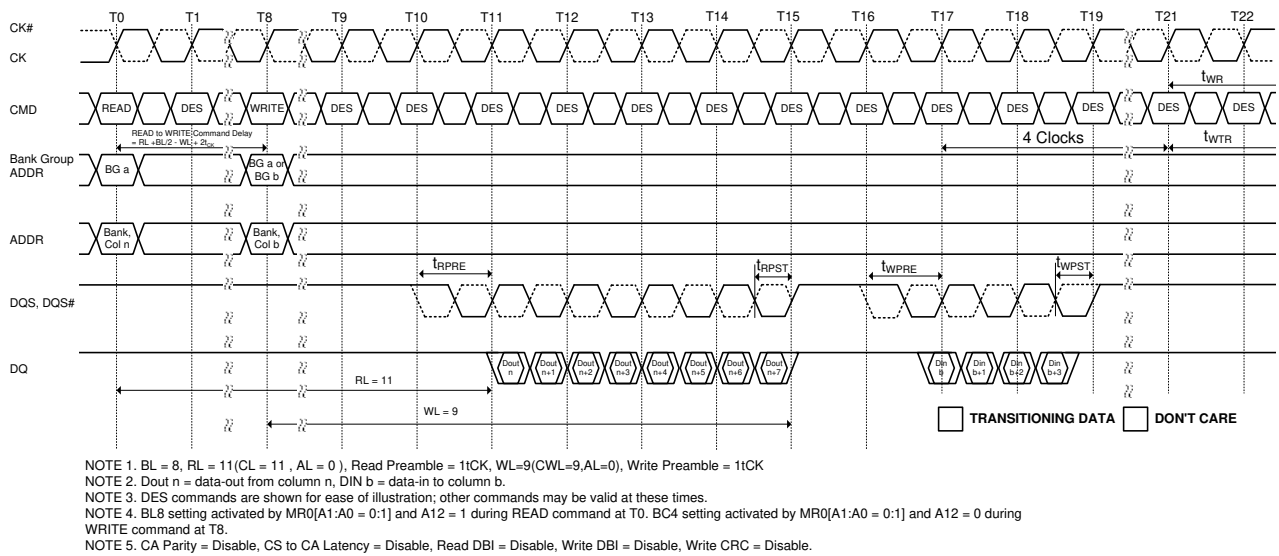 T0 T1 T8 T9 T10 T11 T12 T13 T14 T15 T16 T17 T18 T19 T21 T22
CK#
CK
tWR
CMD READ DES WRITE DES DES DES DES DES DES DES DES DES DES DES DES DES
READ to WRITE Command Delay
= RL +BL/2 - WL + 2tCK
4 Clocks tWTR
Bank Group
ADDR
BG a
BG a or
BG b
ADDR
Bank,
Col n
Bank,
Col b
tRPRE tRPST tWPRE tWPST
DQS, DQS#
DQ
Dout
n
Dout
n+1
Dout
n+2
Dout
n+3
Dout
n+4
Dout
n+5
Dout
n+6
Dout
n+7
Din
b
Din
b+1
Din
b+2
Din
b+3
RL = 11
WL = 9
TRANSITIONING DATA DON'T CARE
NOTE 1. BL = 8, RL = 11(CL = 11 , AL = 0 ), Read Preamble = 1tCK, WL=9(CWL=9,AL=0), Write Preamble = 1tCK
NOTE 2. Dout n = data-out from column n, DIN b = data-in to column b.
NOTE 3. DES commands are shown for ease of illustration; other commands may be valid at these times.
NOTE 4. BL8 setting activated by MR0[A1:A0 = 0:1] and A12 = 1 during READ command at T0. BC4 setting activated by MR0[A1:A0 = 0:1] and A12 = 0 during
WRITE command at T8.
NOTE 5. CA Parity = Disable, CS to CA Latency = Disable, Read DBI = Disable, Write DBI = Disable, Write CRC = Disable.